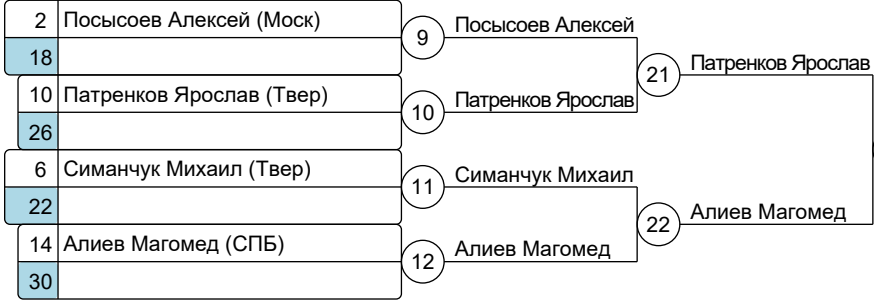 2 Посысоев Алексей (Моск)
18
9 Посысоев Алексей
10 Патренков Ярослав (Твер)
26
10 Патренков Ярослав
21 Патренков Ярослав
6 Симанчук Михаил (Твер)
22
11 Симанчук Михаил
14 Алиев Магомед (СПБ)
30
12 Алиев Магомед
22 Алиев Магомед